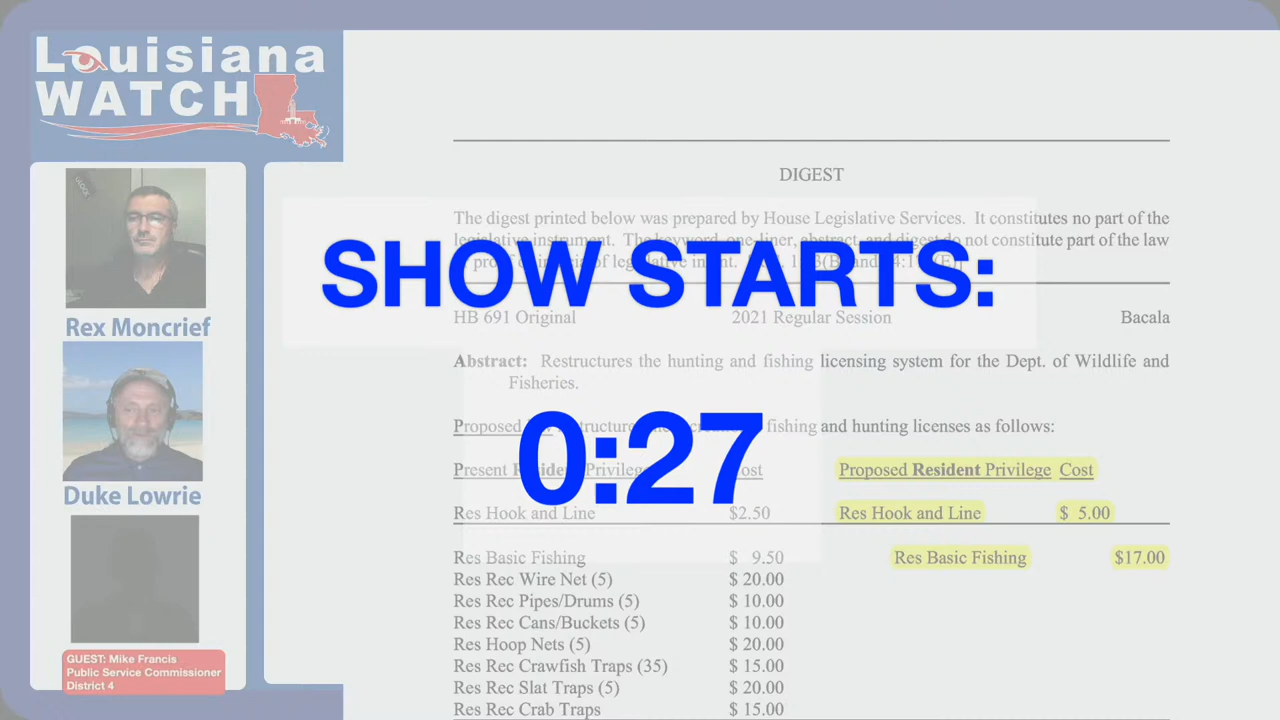 Louisiana
WATCH
Rex Moncrief
Duke Lowrie
GUEST: Mike Francis
Public Service Commissioner
District 4
SHOW STARTS:
0:27
DIGEST
The digest printed below was prepared by House Legislative Services. It constitutes no part of the
legislative instrument. The keyword, one-liner, abstract, and digest do not constitute part of the law
HB 691 Original 2021 Regular Session Bacala
Abstract: Restructures the hunting and fishing licensing system for the Dept. of Wildlife and
Fisheries.
Proposed fishing and hunting licenses as follows:
Present Resident Privilege Cost Proposed Resident Privilege Cost
Res Hook and Line $2.50 Res Hook and Line $ 5.00
Res Basic Fishing $ 9.50 Res Basic Fishing $17.00
Res Rec Wire Net (5) $ 20.00
Res Rec Pipes/Drums (5) $ 10.00
Res Rec Cans/Buckets (5) $ 10.00
Res Hoop Nets (5) $ 20.00
Res Rec Crawfish Traps (35) $ 15.00
Res Rec Slat Traps (5) $ 20.00
Res Rec Crab Traps $ 15.00